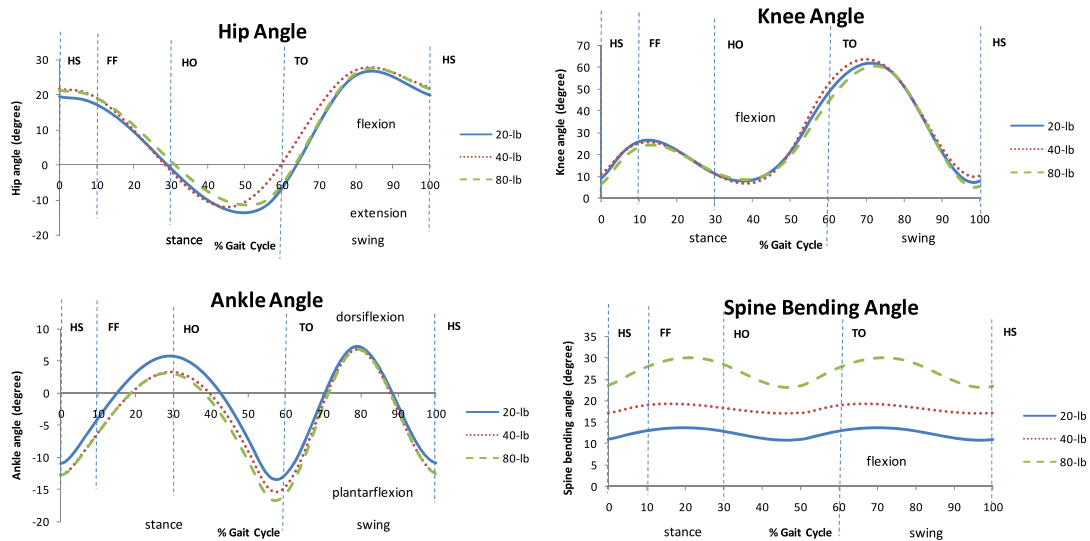 Hip Angle
HS FF HO TO HS
Hip angle (degree)
30
20
10
0
-10
-20
0 10 20 30 40 50 60 70 80 90 100
flexion
extension
stance % Gait Cycle swing
20-lb
40-lb
80-lb
Knee Angle
HS FF HO TO HS
Knee angle (degree)
70
60
50
40
30
20
10
0
0 10 20 30 40 50 60 70 80 90 100
flexion
stance % Gait Cycle swing
20-lb
40-lb
80-lb
Ankle Angle
dorsiflexion
HS FF HO TO HS
Ankle angle (degree)
10
5
0
-5
-10
-15
-20
0 10 20 30 40 50 60 70 80 90 100
plantarflexion
stance % Gait Cycle swing
20-lb
40-lb
80-lb
Spine Bending Angle
HS FF HO TO HS
Spine bending angle (degree)
35
30
25
20
15
10
5
0
0 10 20 30 40 50 60 70 80 90 100
flexion
stance % Gait Cycle swing
20-lb
40-lb
80-lb